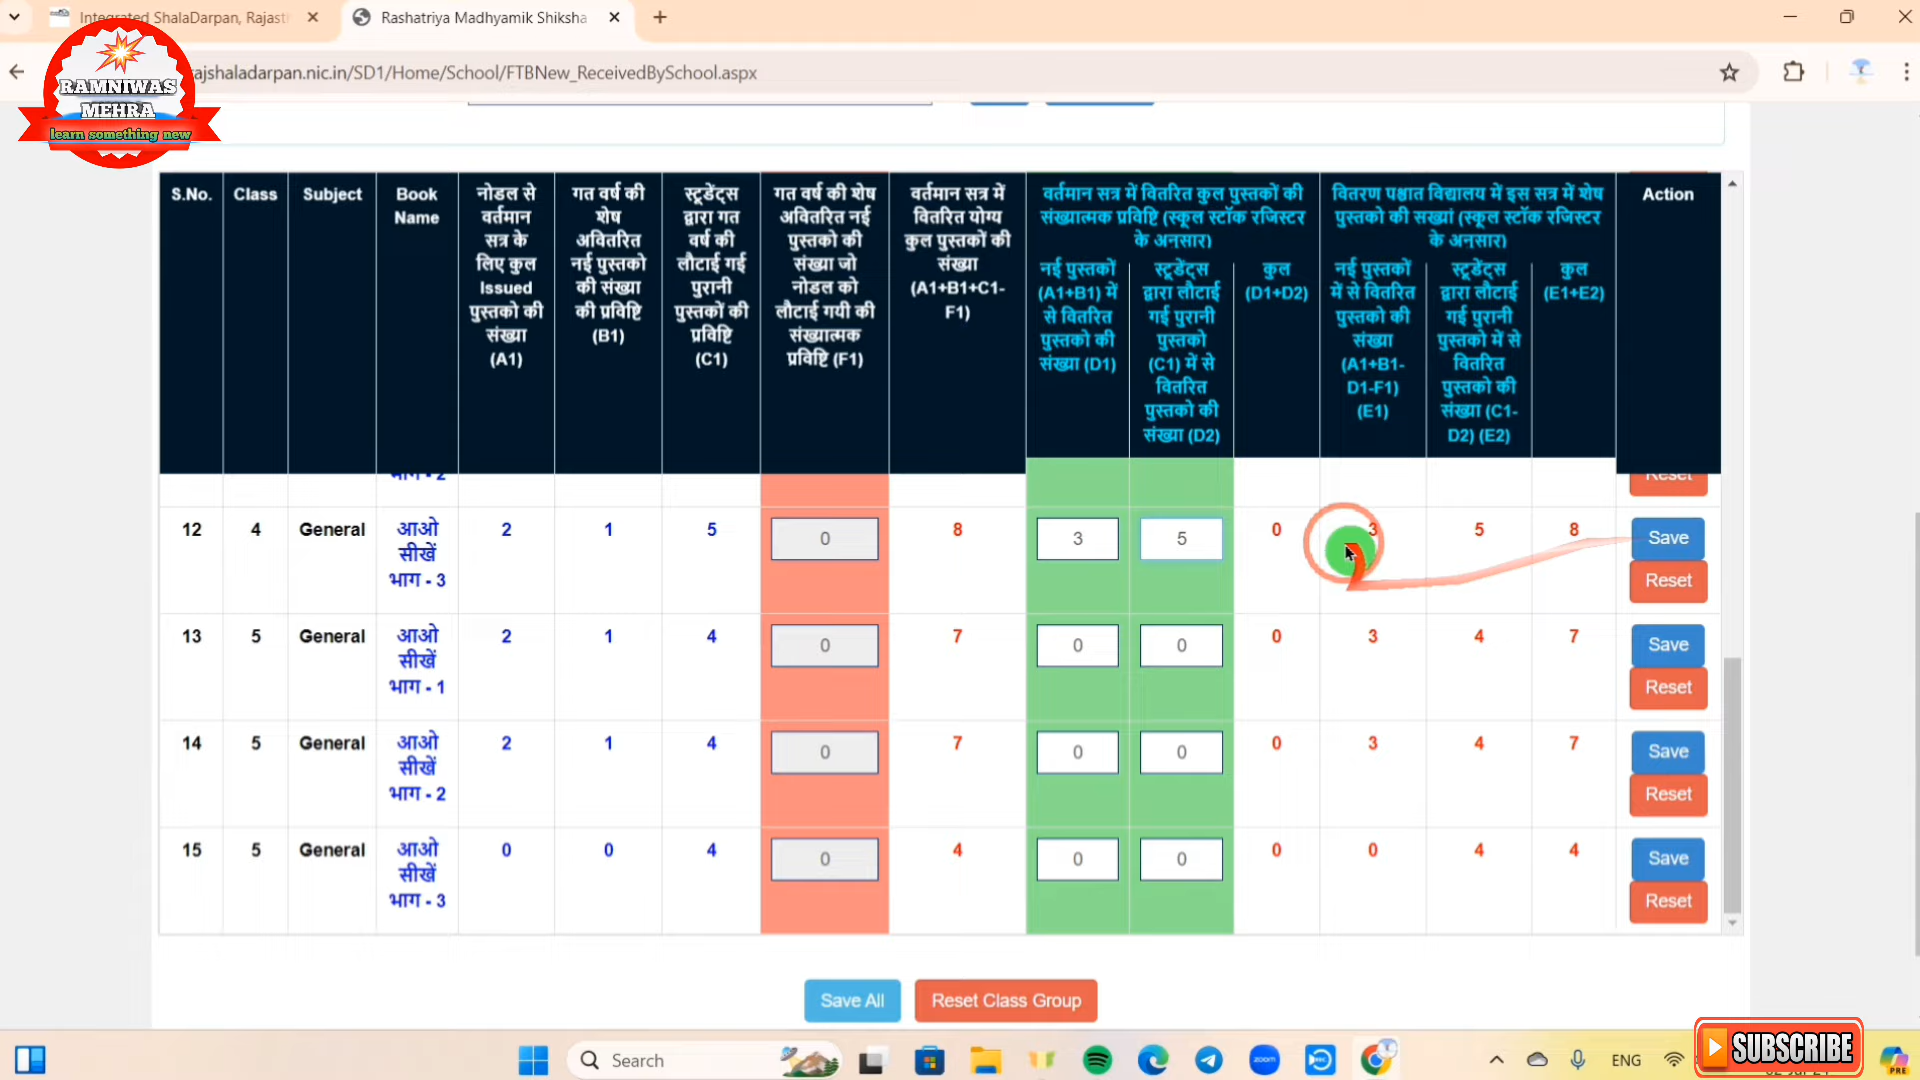 Integrated ShalaDarpan, Rajast
Rashatriya Madhyamik Shiksha
rajshaladarpan.nic.in/SD1/Home/School/FTBNew_ReceivedBySchool.aspx
RAMNIWAS
MEHRA
learn something new
S.No.
Class
Subject
Book
Name
नोडल से
वर्तमान
सत्र के
लिए कुल
Issued
पुस्तको की
संख्या
(A1)
गत वर्ष की
शेष
अवितरित
नई पुस्तको
की संख्या
की प्रविष्टि
(B1)
स्टूडेंट्स
द्वारा गत
वर्ष की
लौटाई गई
पुरानी
पुस्तकों की
प्रविष्टि
(C1)
गत वर्ष की शेष
अवितरित नई
पुस्तको की
संख्या जो
नोडल को
लौटाई गयी की
संख्यात्मक
प्रविष्टि (F1)
वर्तमान सत्र में
वितरित योग्य
कुल पुस्तकों की
संख्या
(A1+B1+C1-
F1)
वर्तमान सत्र में वितरित कुल पुस्तकों की
संख्यात्मक प्रविष्टि (स्कूल स्टॉक रजिस्टर
के अनुसार)
नई पुस्तकों
(A1+B1) में
से वितरित
पुस्तको की
संख्या (D1)
स्टूडेंट्स
द्वारा लौटाई
गई पुरानी
पुस्तको
(C1) में से
वितरित
पुस्तको की
संख्या (D2)
कुल
(D1+D2)
वितरण पश्चात विद्यालय में इस सत्र में शेष
पुस्तको की सख्यां (स्कूल स्टॉक रजिस्टर
के अनुसार)
नई पुस्तकों
में से वितरित
पुस्तको की
संख्या
(A1+B1-
D1-F1)
(E1)
स्टूडेंट्स
द्वारा लौटाई
गई पुरानी
पुस्तको में से
वितरित
पुस्तको की
संख्या (C1-
D2) (E2)
कुल
(E1+E2)
Action
भाग - 2
Reset
12 4 General आओ 2 1 5 0 8 3 5 0 3 5 8 Save
सीखें
भाग - 3 Reset
13 5 General आओ 2 1 4 0 7 0 0 0 3 4 7 Save
सीखें
भाग - 1 Reset
14 5 General आओ 2 1 4 0 7 0 0 0 3 4 7 Save
सीखें
भाग - 2 Reset
15 5 General आओ 0 0 4 0 4 0 0 0 0 4 4 Save
सीखें
भाग - 3 Reset
Save All
Reset Class Group
Search
zoom
REC
ENG
SUBSCRIBE
PRE